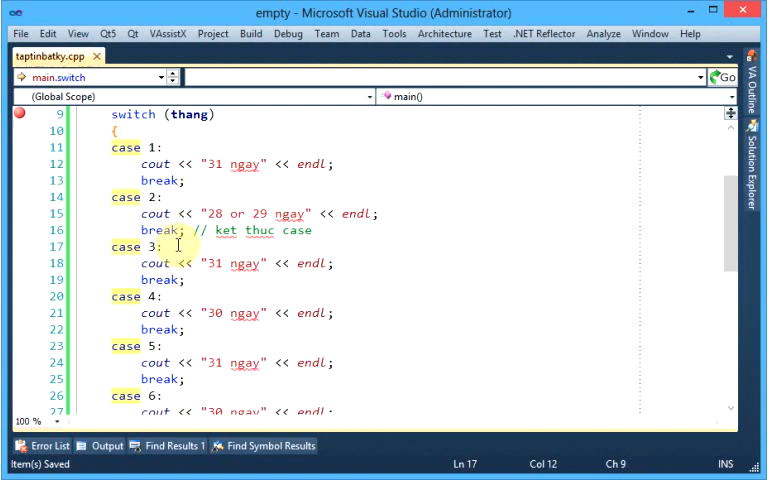 empty - Microsoft Visual Studio (Administrator)
File Edit View Qt5 Qt VAssistX Project Build Debug Team Data Tools Architecture Test .NET Reflector Analyze Window Help
taptinbatky.cpp
main.switch
Go
(Global Scope) main()
9 switch (thang)
10 {
11 case 1:
12 cout << "31 ngay" << endl;
13 break;
14 case 2:
15 cout << "28 or 29 ngay" << endl;
16 break; // ket thuc case
17 case 3:
18 cout << "31 ngay" << endl;
19 break;
20 case 4:
21 cout << "30 ngay" << endl;
22 break;
23 case 5:
24 cout << "31 ngay" << endl;
25 break;
26 case 6:
27 cout << "30 ngay" << endl;
100 %
VA Outline
Solution Explorer
Error List Output Find Results 1 Find Symbol Results
Item(s) Saved Ln 17 Col 12 Ch 9 INS